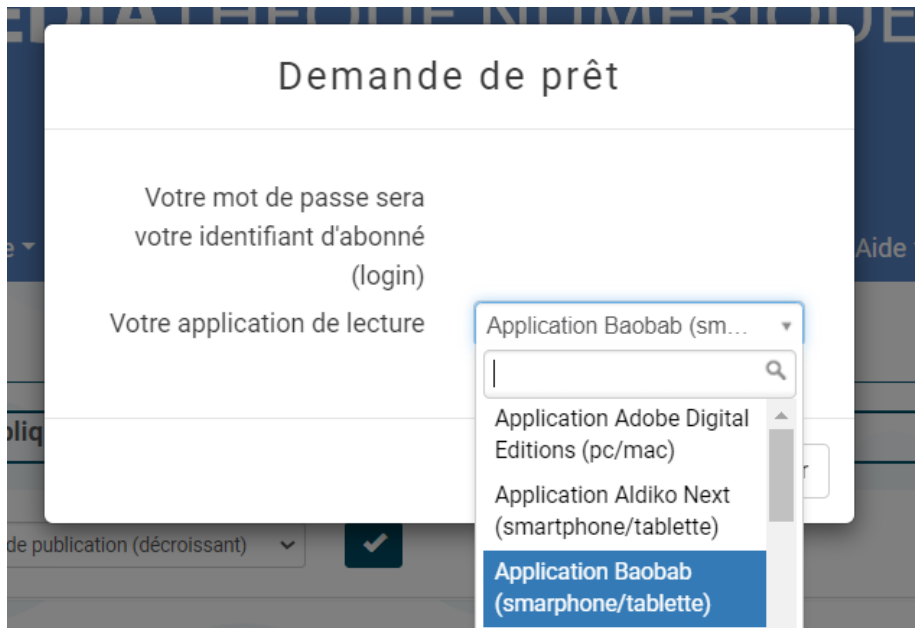 MÉDIATHÈQUE NUMÉRIQUE
Demande de prêt
Votre mot de passe sera
votre identifiant d'abonné
(login)
Aide
Votre application de lecture
Application Baobab (sm...
Application Adobe Digital
Editions (pc/mac)
Application Aldiko Next
(smartphone/tablette)
de publication (décroissant)
Application Baobab
(smarphone/tablette)